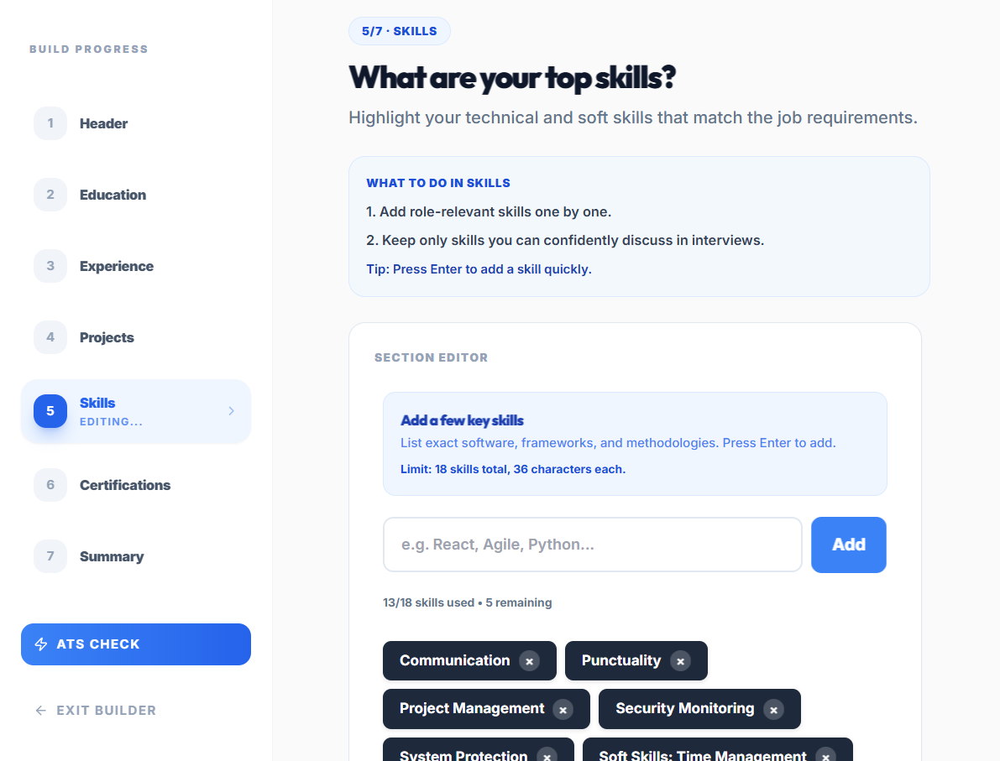 BUILD PROGRESS
1 Header
2 Education
3 Experience
4 Projects
5 Skills
EDITING...
6 Certifications
7 Summary
ATS CHECK
EXIT BUILDER
5/7 · SKILLS
What are your top skills?
Highlight your technical and soft skills that match the job requirements.
WHAT TO DO IN SKILLS
1. Add role-relevant skills one by one.
2. Keep only skills you can confidently discuss in interviews.
Tip: Press Enter to add a skill quickly.
SECTION EDITOR
Add a few key skills
List exact software, frameworks, and methodologies. Press Enter to add.
Limit: 18 skills total, 36 characters each.
e.g. React, Agile, Python... Add
13/18 skills used • 5 remaining
Communication × Punctuality ×
Project Management × Security Monitoring ×
System Protection × Soft Skills: Time Management ×